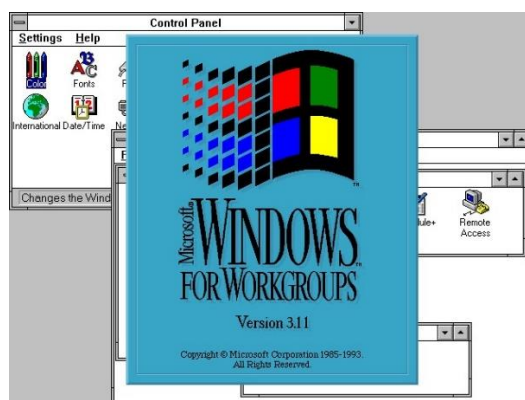 Control Panel
Settings Help
Color
Fonts
International
Date/Time
Changes the Wind
Remote
Access
Microsoft®
WINDOWS™
FOR WORKGROUPS
Version 3.11
Copyright © Microsoft Corporation 1985-1993.
All Rights Reserved.